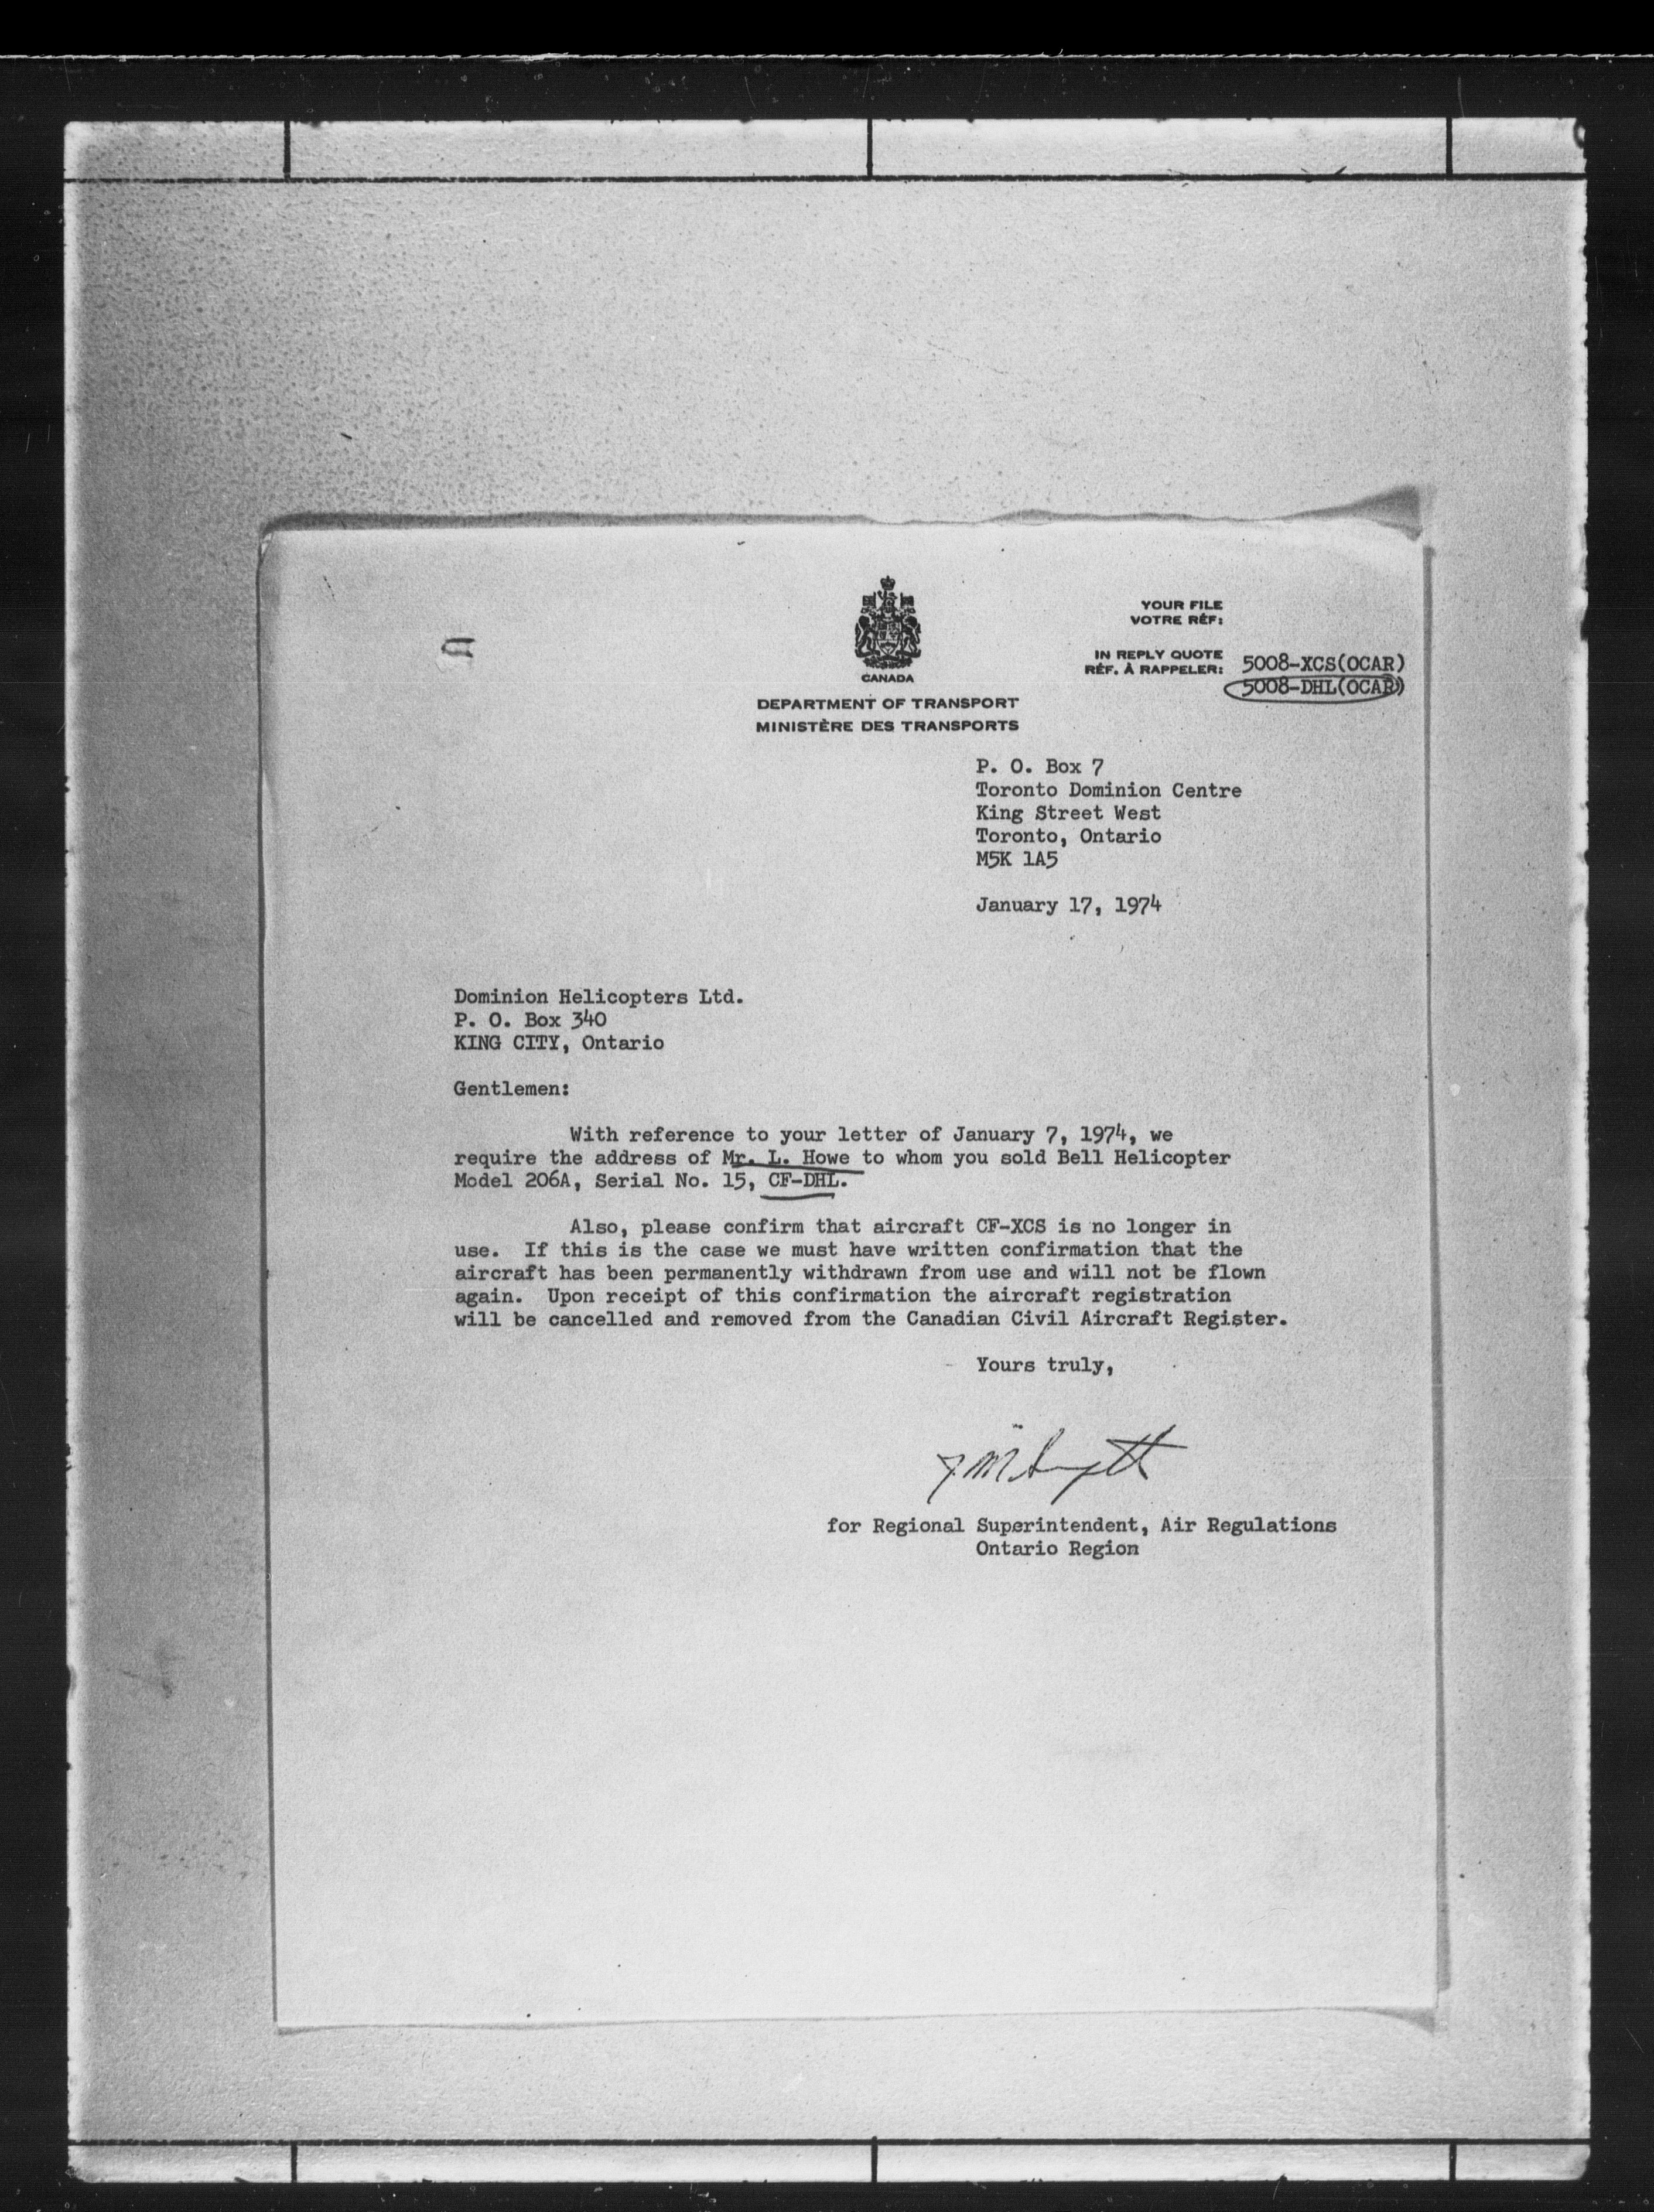 YOUR FILE
VOTRE RÉF:
IN REPLY QUOTE
RÉF. À RAPPELER:
5008-XCS(OCAR)
5008-DHL(OCAR)
CANADA
DEPARTMENT OF TRANSPORT
MINISTÈRE DES TRANSPORTS
P. O. Box 7
Toronto Dominion Centre
King Street West
Toronto, Ontario
M5K 1A5
January 17, 1974
Dominion Helicopters Ltd.
P. O. Box 340
KING CITY, Ontario
Gentlemen:
With reference to your letter of January 7, 1974, we
require the address of Mr. L. Howe to whom you sold Bell Helicopter
Model 206A, Serial No. 15, CF-DHL.
Also, please confirm that aircraft CF-XCS is no longer in
use. If this is the case we must have written confirmation that the
aircraft has been permanently withdrawn from use and will not be flown
again. Upon receipt of this confirmation the aircraft registration
will be cancelled and removed from the Canadian Civil Aircraft Register.
Yours truly,
for Regional Superintendent, Air Regulations
Ontario Region